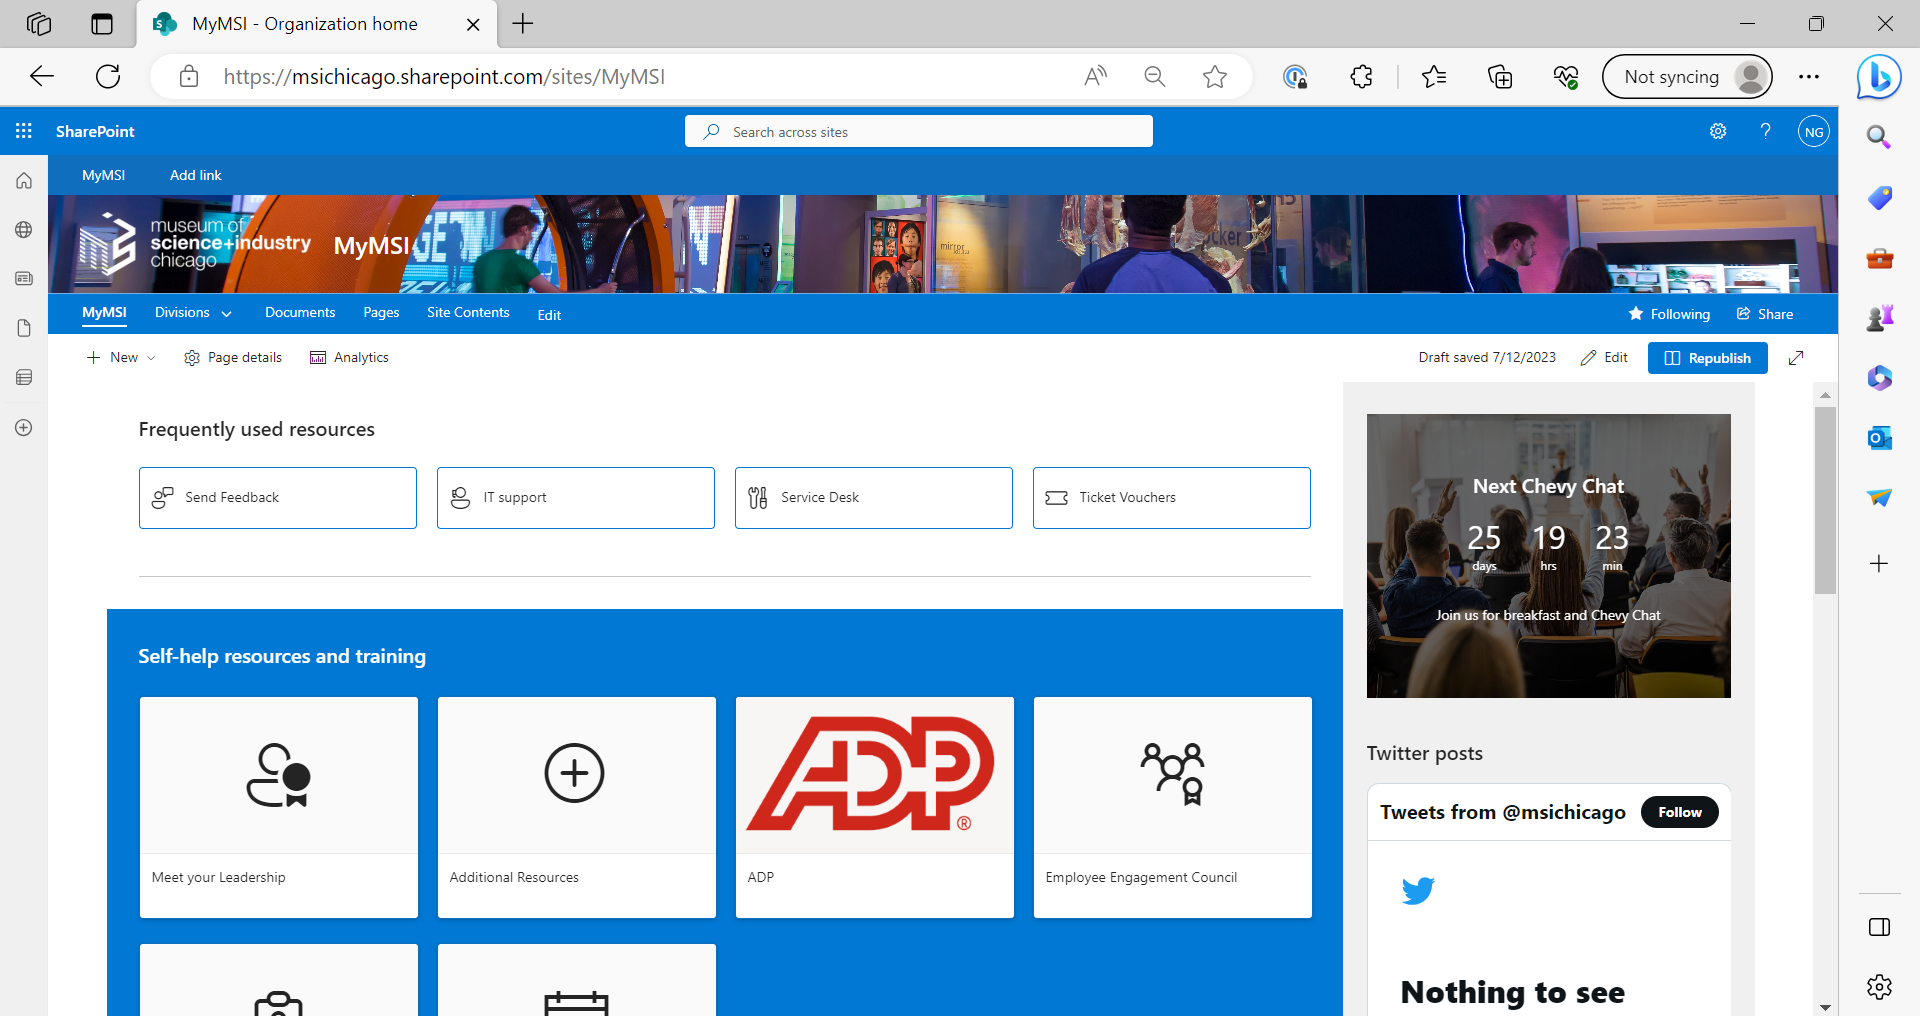 MyMSI - Organization home
https://msichicago.sharepoint.com/sites/MyMSI
Not syncing
SharePoint
Search across sites
NG
MyMSI
Add link
museum of
science+industry
chicago
MyMSI
mirror
MyMSI
Divisions
Documents
Pages
Site Contents
Edit
Following
Share
New
Page details
Analytics
Draft saved 7/12/2023
Edit
Republish
Frequently used resources
Send Feedback
IT support
Service Desk
Ticket Vouchers
Next Chevy Chat
25 19 23
days hrs min
Join us for breakfast and Chevy Chat
Self-help resources and training
ADP®
Meet your Leadership
Additional Resources
ADP
Employee Engagement Council
Twitter posts
Tweets from @msichicago
Follow
Nothing to see